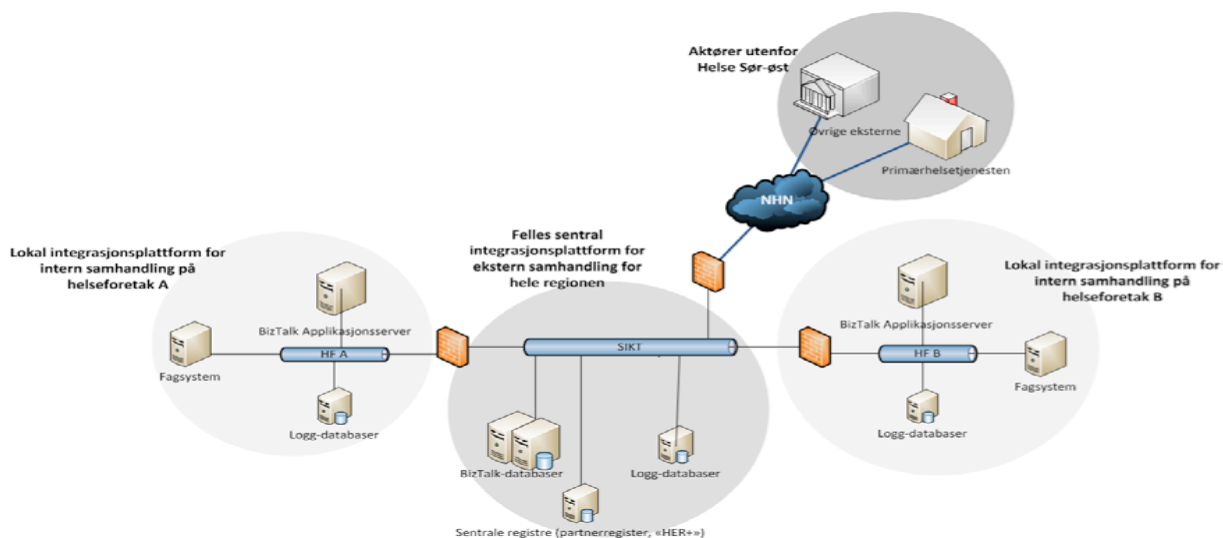 Aktører utenfor
Helse Sør-øst
Øvrige eksterne
Primærhelsetjenesten
NHN
Lokal integrasjonsplattform for
intern samhandling på
helseforetak A
Felles sentral
integrasjonsplattform for
ekstern samhandling for
hele regionen
Lokal integrasjonsplattform for
intern samhandling på
helseforetak B
BizTalk Applikasjonsserver
HF A
Fagsystem
Logg-databaser
SIKT
BizTalk-databaser
Logg-databaser
Sentrale registre (partnerregister, «HER+»)
BizTalk Applikasjonsserver
HF B
Fagsystem
Logg-databaser